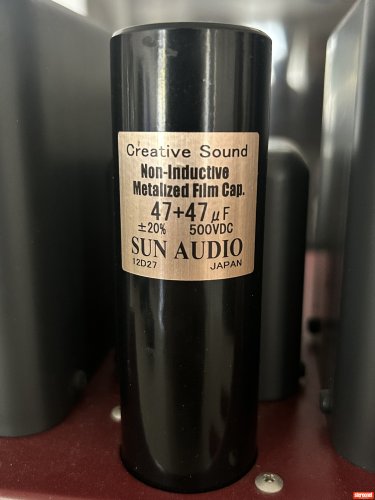 Creative Sound
Non-Inductive
Metalized Film Cap.
47+47μF
±20% 500VDC
SUN AUDIO
12D27 JAPAN